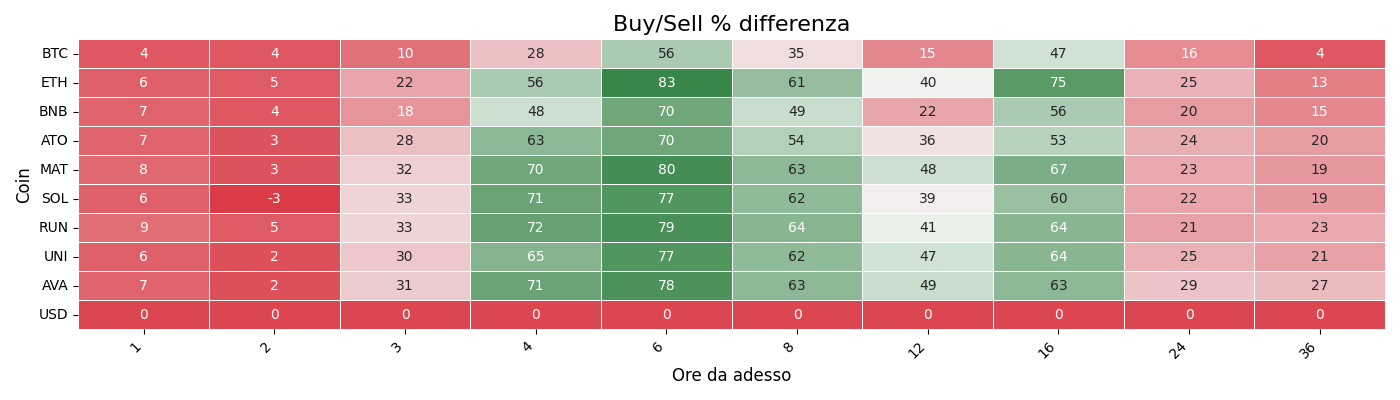 Buy/Sell % differenza
Coin
BTC 4 4 10 28 56 35 15 47 16 4
ETH 6 5 22 56 83 61 40 75 25 13
BNB 7 4 18 48 70 49 22 56 20 15
ATO 7 3 28 63 70 54 36 53 24 20
MAT 8 3 32 70 80 63 48 67 23 19
SOL 6 -3 33 71 77 62 39 60 22 19
RUN 9 5 33 72 79 64 41 64 21 23
UNI 6 2 30 65 77 62 47 64 25 21
AVA 7 2 31 71 78 63 49 63 29 27
USD 0 0 0 0 0 0 0 0 0 0
1 2 3 4 6 8 12 16 24 36
Ore da adesso